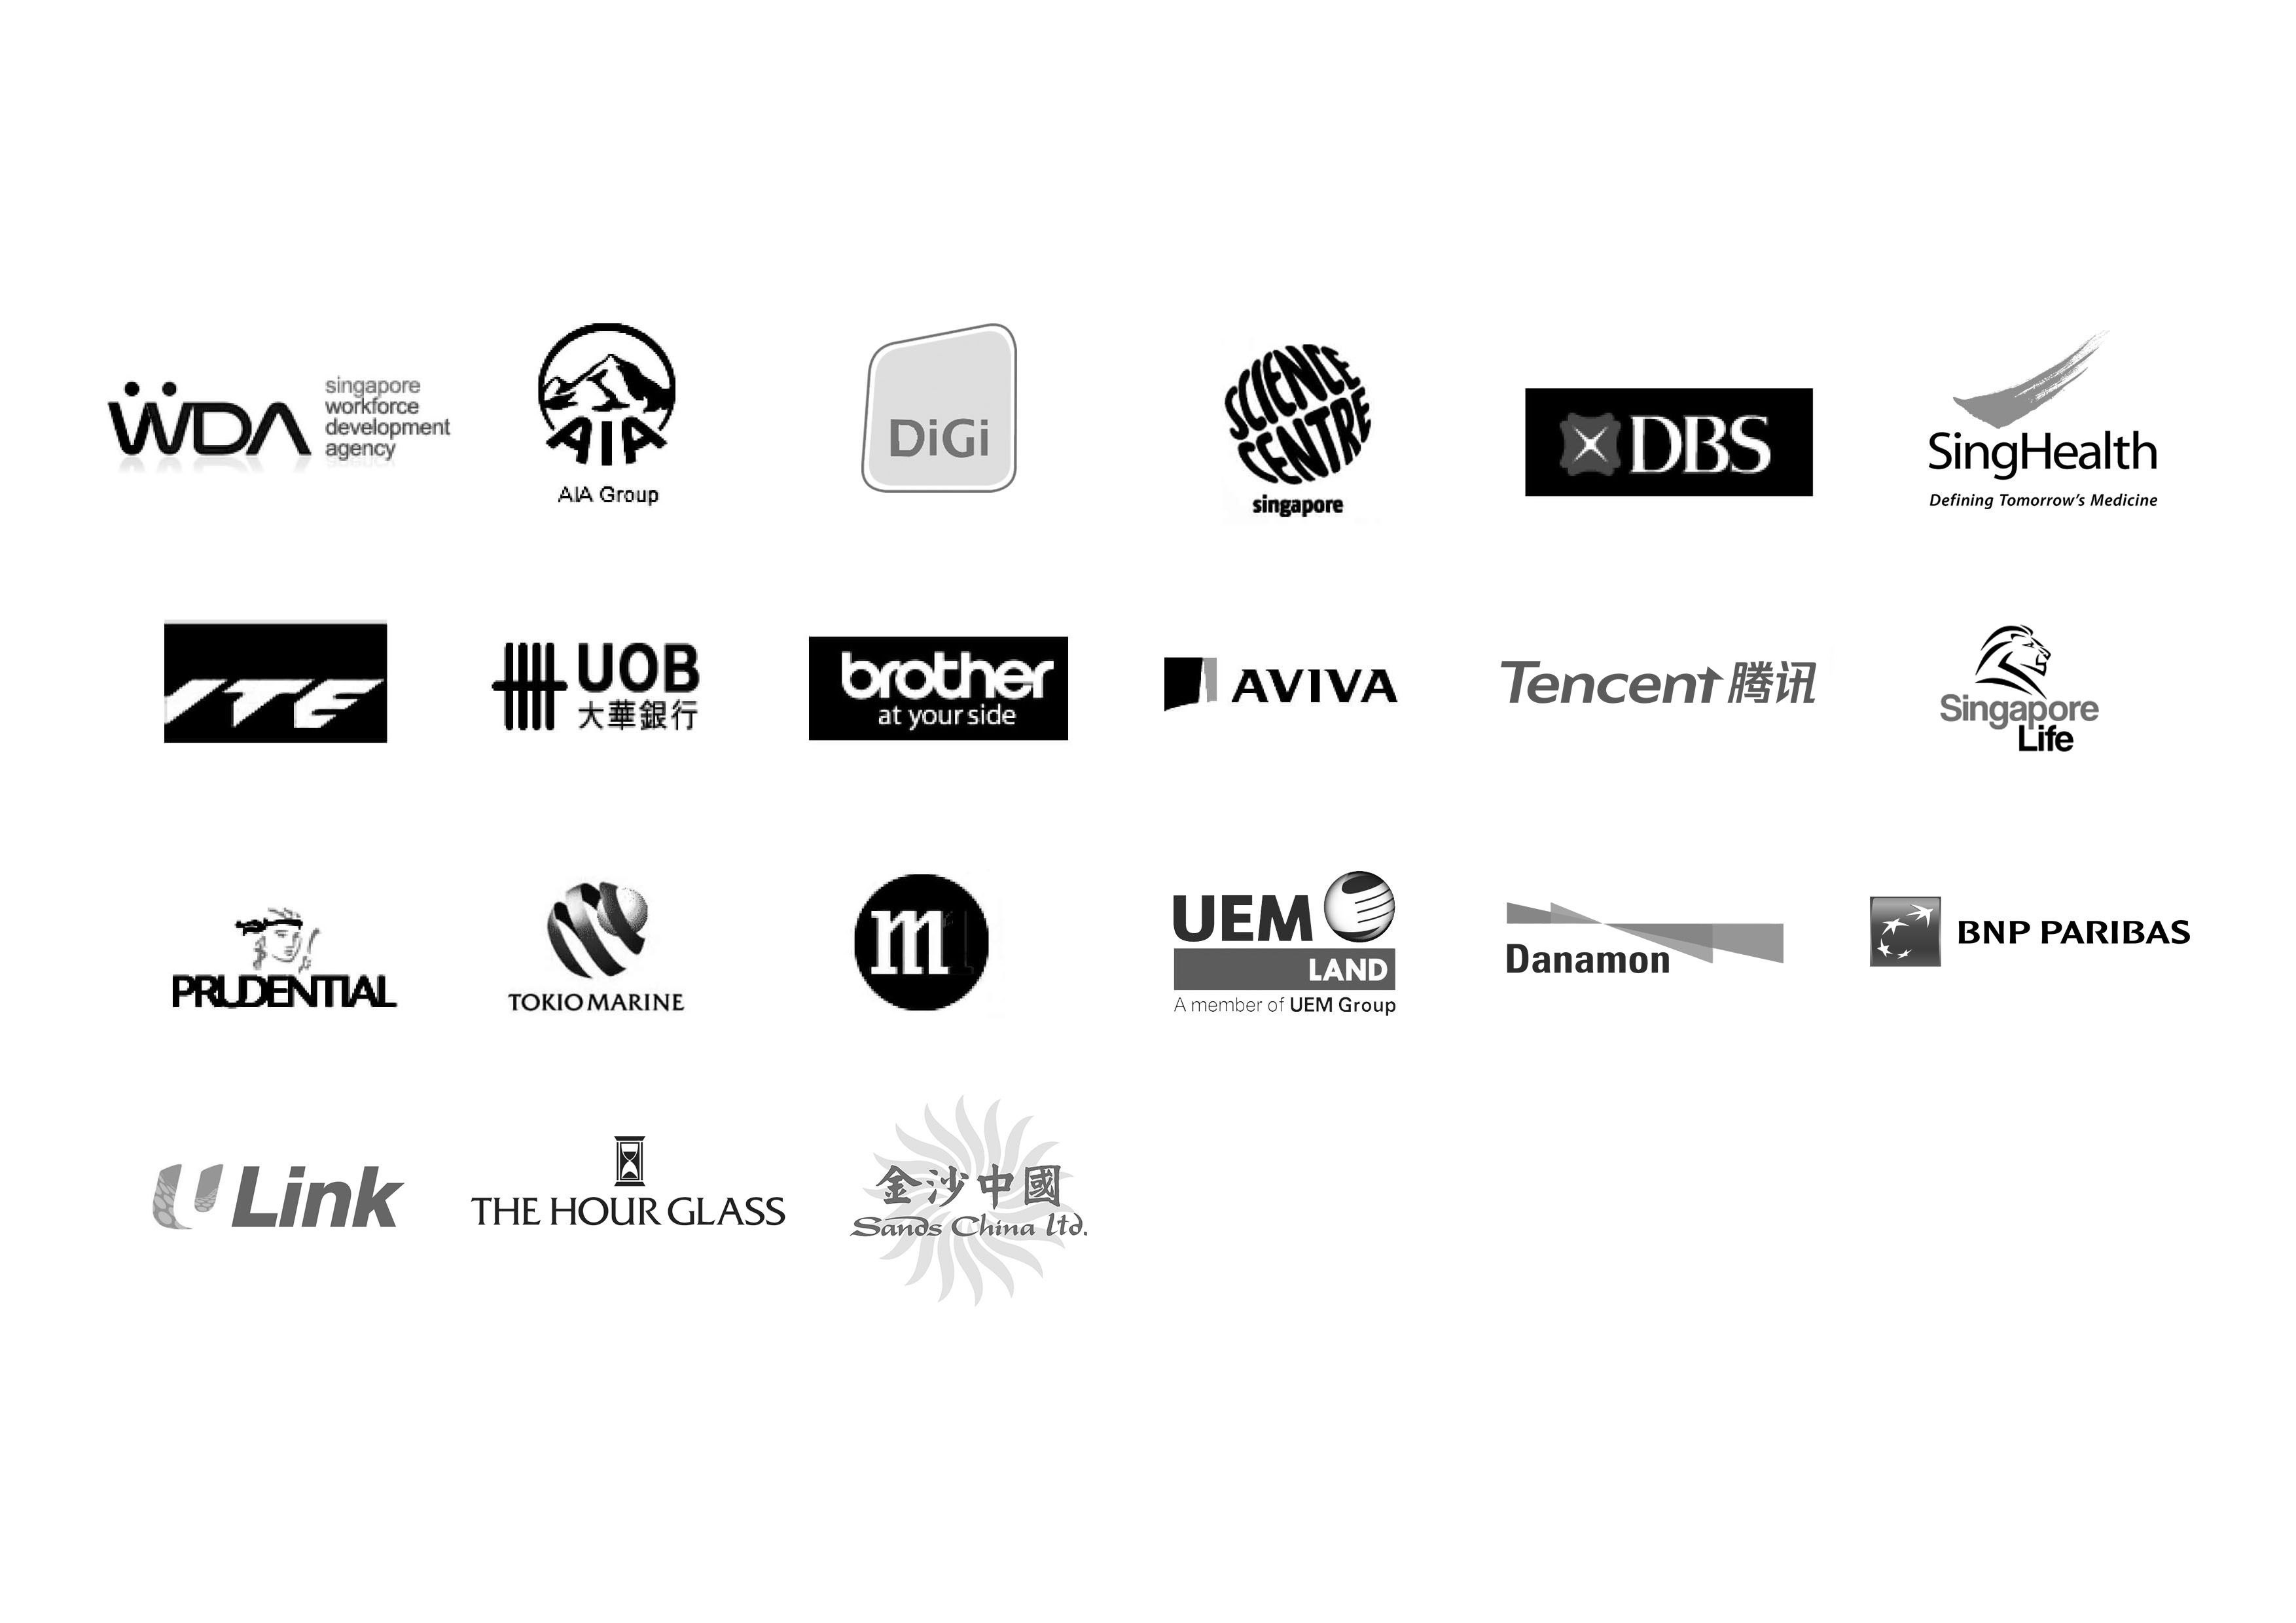 WDA
singapore
workforce
development
agency
AIA
AIA Group
DiGi
SCIENCE
CENTRE
singapore
DBS
SingHealth
Defining Tomorrow's Medicine
ITE
UOB
大華銀行
brother
at your side
AVIVA
Tencent 腾讯
Singapore
Life
PRUDENTIAL
TOKIO MARINE
m1
UEM
LAND
A member of UEM Group
Danamon
BNP PARIBAS
U Link
THE HOUR GLASS
金沙中國
Sands China Ltd.